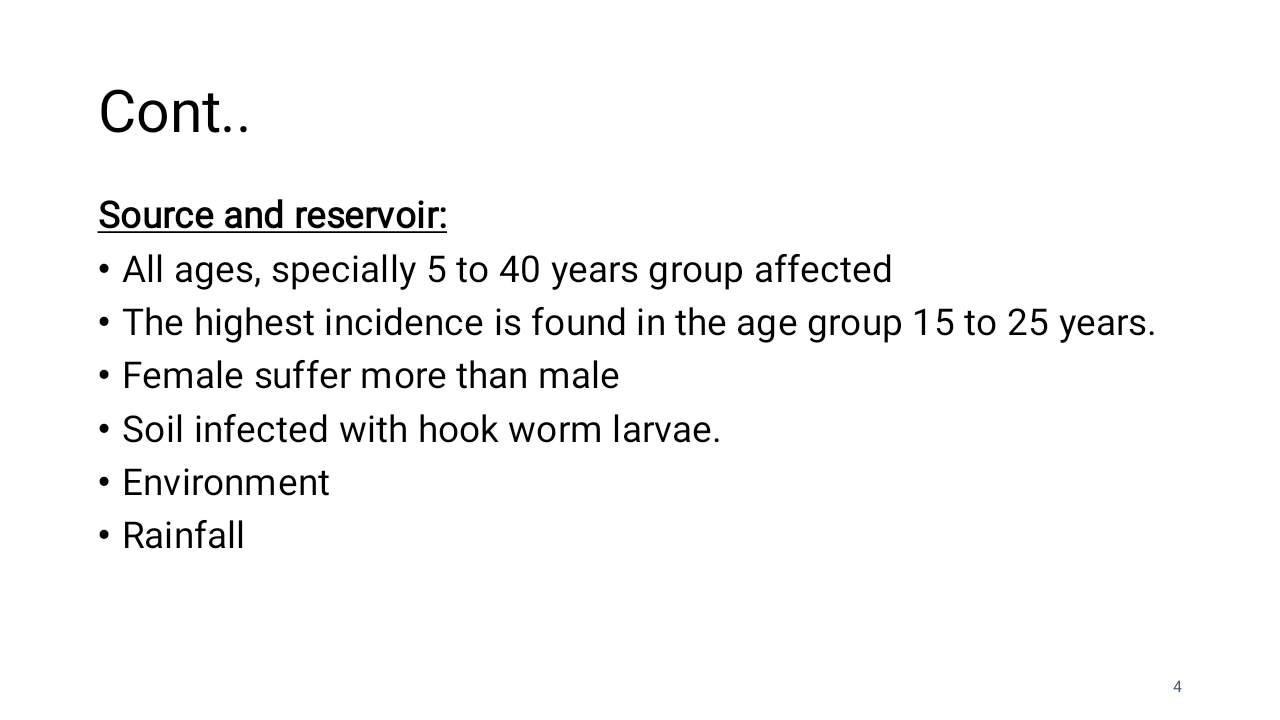 Cont..
Source and reservoir:
• All ages, specially 5 to 40 years group affected
• The highest incidence is found in the age group 15 to 25 years.
• Female suffer more than male
• Soil infected with hook worm larvae.
• Environment
• Rainfall
4